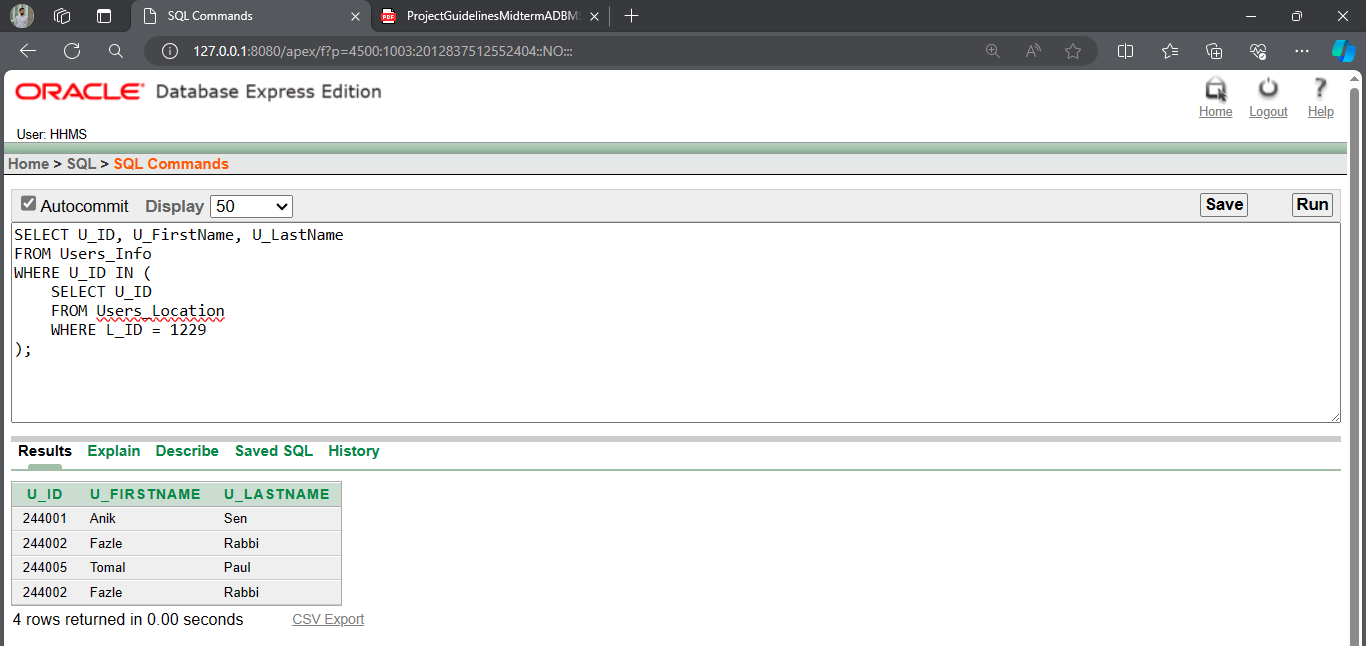 SQL Commands
ProjectGuidelinesMidtermADBM
127.0.0.1:8080/apex/f?p=4500:1003:2012837512552404::NO:::
ORACLE Database Express Edition
Home Logout Help
User: HHMS
Home > SQL > SQL Commands
Autocommit Display 50 Save Run
SELECT U_ID, U_FirstName, U_LastName
FROM Users_Info
WHERE U_ID IN (
SELECT U_ID
FROM Users_Location
WHERE L_ID = 1229
);
Results Explain Describe Saved SQL History
U_ID U_FIRSTNAME U_LASTNAME
244001 Anik Sen
244002 Fazle Rabbi
244005 Tomal Paul
244002 Fazle Rabbi
4 rows returned in 0.00 seconds CSV Export